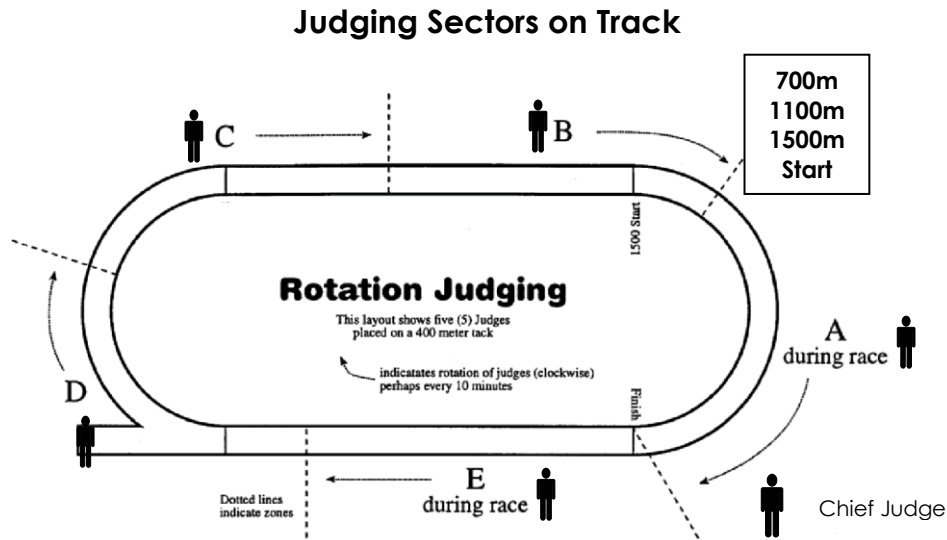 Judging Sectors on Track
700m
1100m
1500m
Start
C
B
1500 Start
Rotation Judging
This layout shows five (5) Judges
placed on a 400 meter tack
indicatates rotation of judges (clockwise)
perhaps every 10 minutes
A
during race
D
Finish
E
during race
Dotted lines
indicate zones
Chief Judge